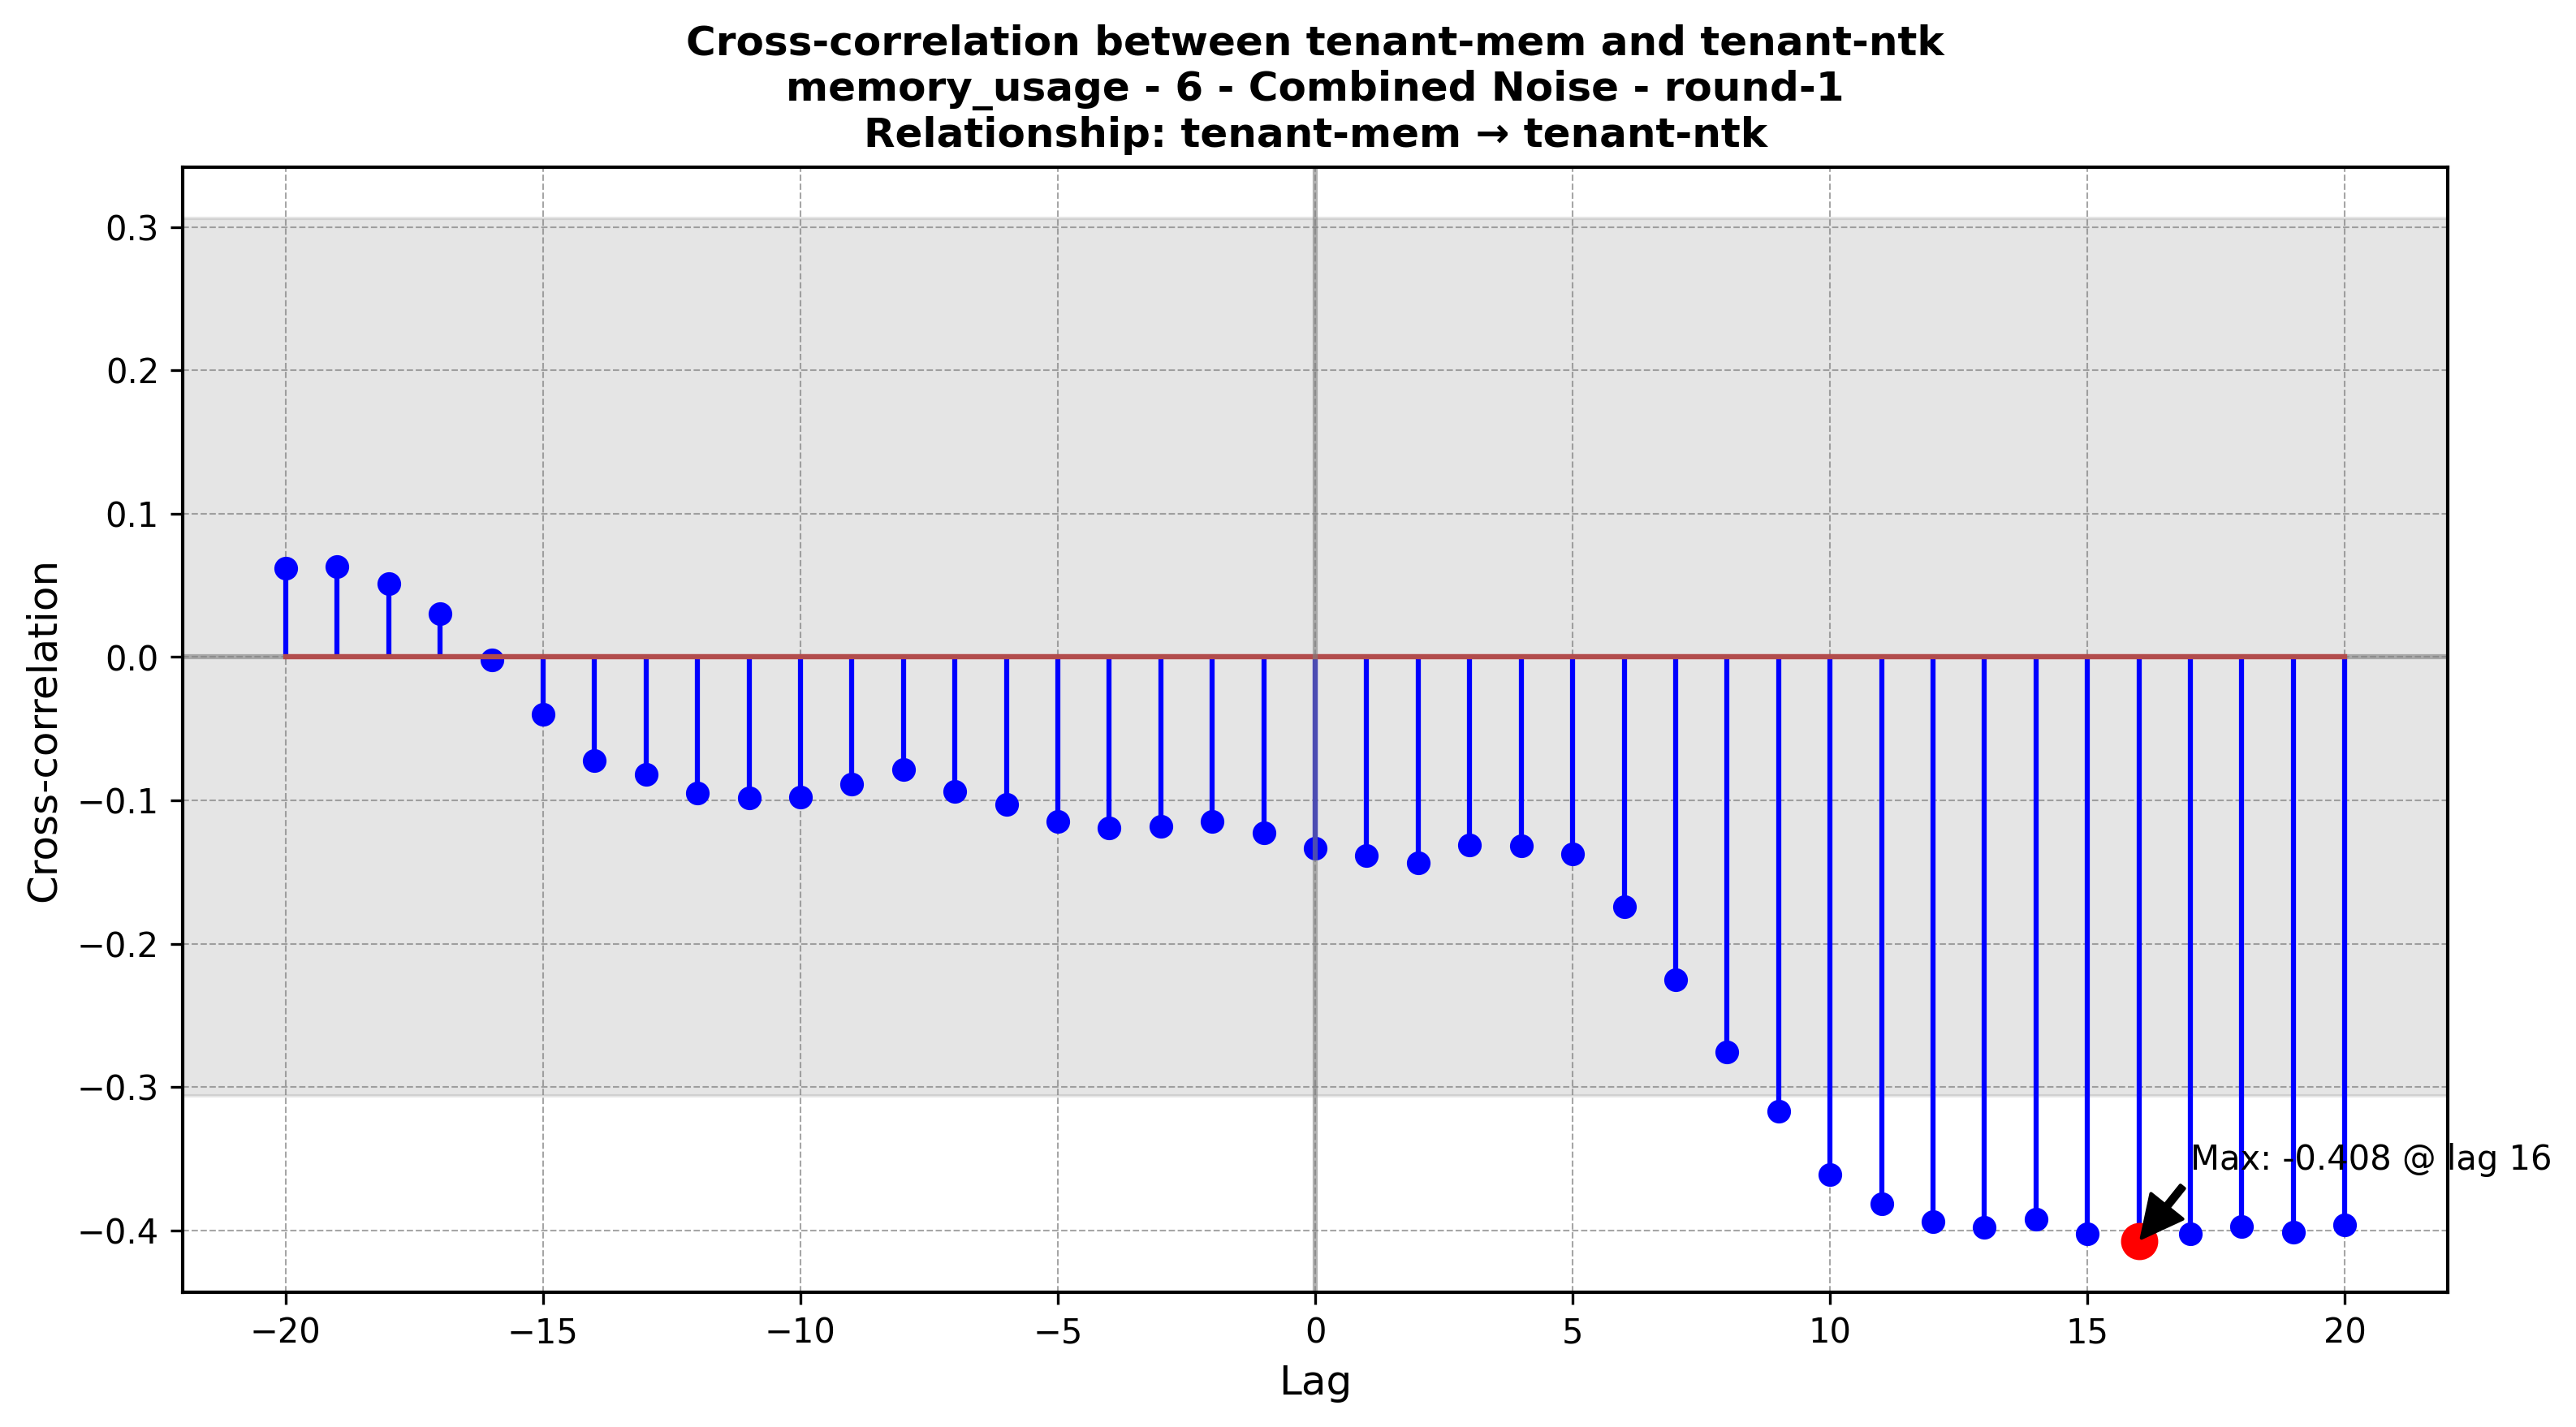 Cross-correlation between tenant-mem and tenant-ntk
memory_usage - 6 - Combined Noise - round-1
Relationship: tenant-mem → tenant-ntk
Cross-correlation
0.3
0.2
0.1
0.0
−0.1
−0.2
−0.3
−0.4
Max: -0.408 @ lag 16
−20 −15 −10 −5 0 5 10 15 20
Lag